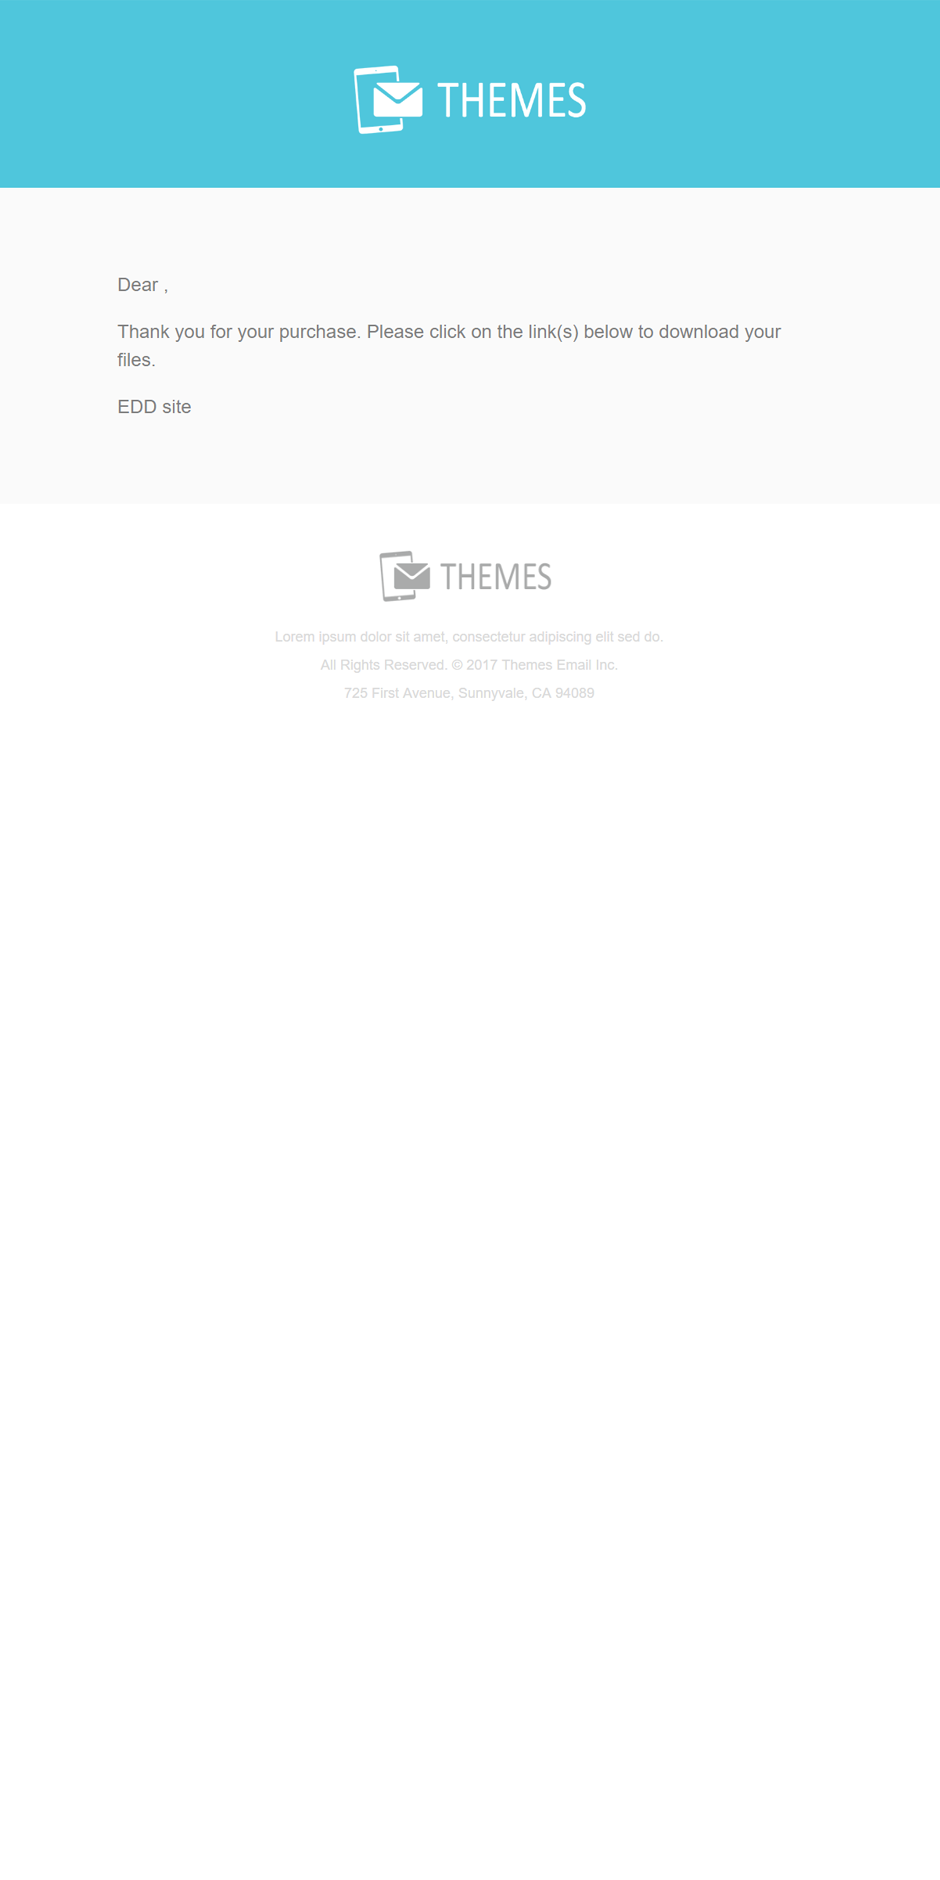 THEMES
Dear ,
Thank you for your purchase. Please click on the link(s) below to download your
files.
EDD site
THEMES
Lorem ipsum dolor sit amet, consectetur adipiscing elit sed do.
All Rights Reserved. © 2017 Themes Email Inc.
725 First Avenue, Sunnyvale, CA 94089